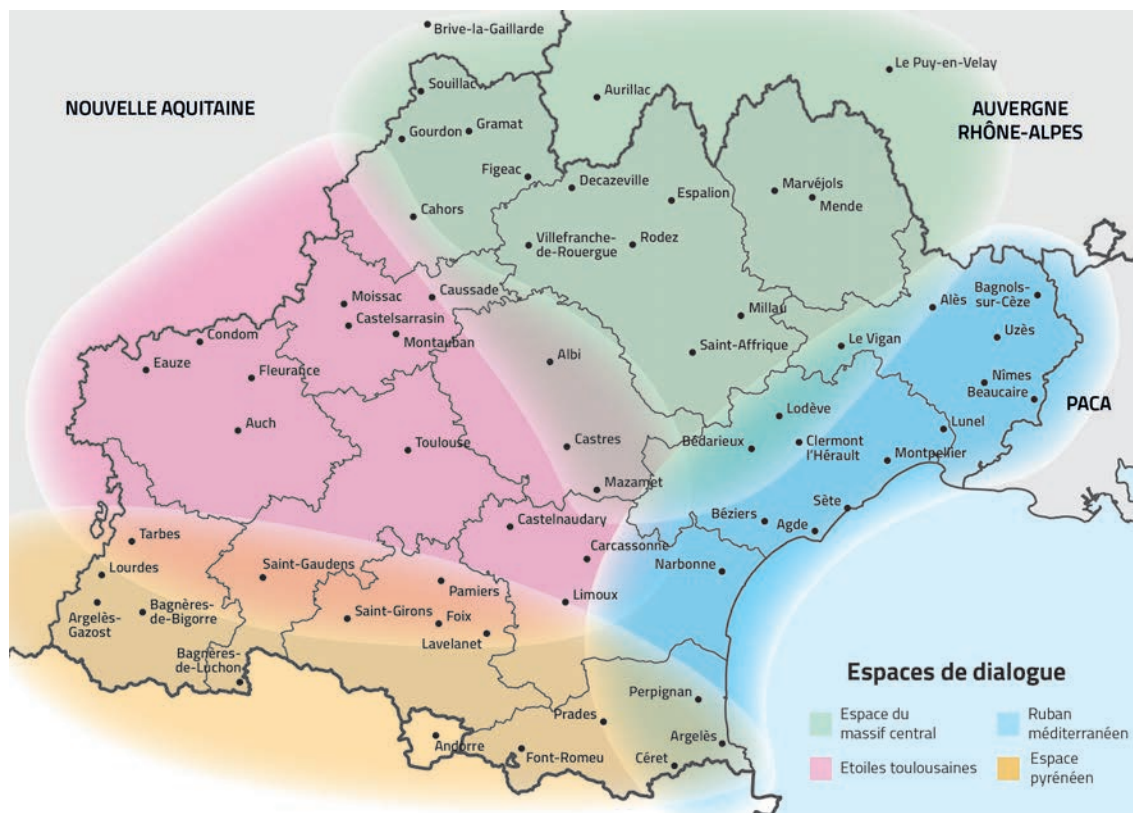 Brive-la-Gaillarde
Le Puy-en-Velay
Souillac
Aurillac
NOUVELLE AQUITAINE
AUVERGNE
RHÔNE-ALPES
Gourdon
Gramat
Figeac
Decazeville
Espalion
Marvéjols
Mende
Cahors
Villefranche-
de-Rouergue
Rodez
Caussade
Moissac
Castelsarrasin
Montauban
Millau
Alès
Bagnols-
sur-Cèze
Condom
Eauze
Fleurance
Albi
Saint-Affrique
Le Vigan
Uzès
Nîmes
Beaucaire
PACA
Auch
Toulouse
Castres
Lodève
Bédarieux
Clermont
l'Hérault
Lunel
Montpellier
Mazamet
Sète
Béziers
Agde
Castelnaudary
Carcassonne
Narbonne
Tarbes
Lourdes
Saint-Gaudens
Pamiers
Limoux
Argelès-
Gazost
Bagnères-
de-Bigorre
Saint-Girons
Foix
Lavelanet
Bagnères-
de-Luchon
Perpignan
Prades
Argelès
Andorre
Font-Romeu
Céret
Espaces de dialogue
Espace du
massif central
Ruban
méditerranéen
Etoiles toulousaines
Espace
pyrénéen